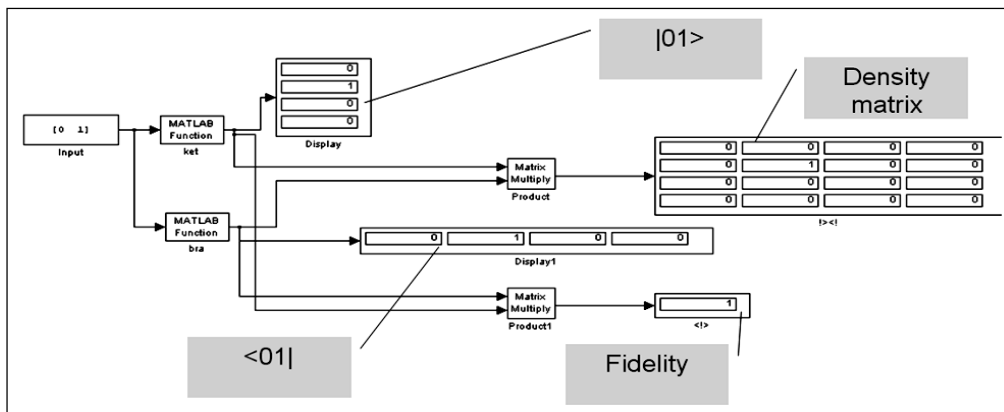 |01>
Density
matrix
0
1
0
0
Display
[0 1]
Input
MATLAB
Function
ket
0 0 0 0
0 1 0 0
0 0 0 0
0 0 0 0
!><!
Matrix
Multiply
Product
MATLAB
Function
bra
0 1 0 0
Display1
Matrix
Multiply
Product1
1
<!>
<01|
Fidelity